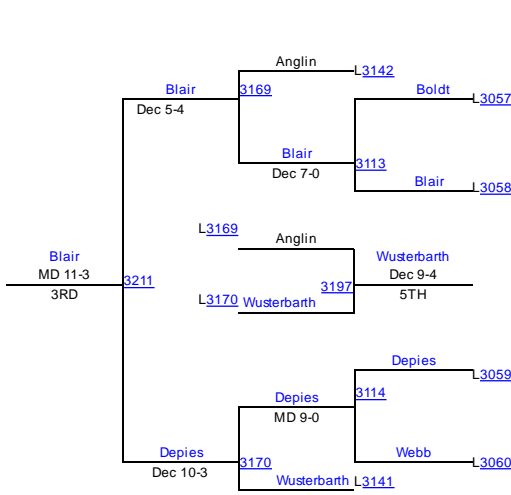 Anglin
L3142
Blair
3169
Boldt
L3057
Dec 5-4
Blair
3113
Dec 7-0
Blair
L3058
L3169
Anglin
Blair
Wusterbarth
MD 11-3
3211
Dec 9-4
3RD
3197
5TH
L3170 Wusterbarth
Depies
L3059
Depies
3114
MD 9-0
Depies
3170
Webb
L3060
Dec 10-3
Wusterbarth L3141